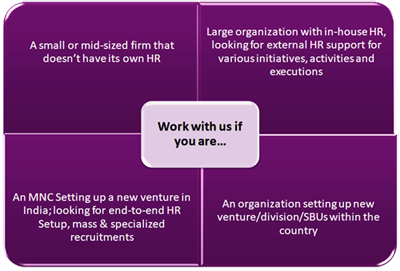 A small or mid-sized firm that
doesn't have its own HR
Large organization with in-house HR,
looking for external HR support for
various initiatives, activities and
executions
Work with us if
you are...
An MNC Setting up a new venture in
India; looking for end-to-end HR
Setup, mass & specialized
recruitments
An organization setting up new
venture/division/SBUs within the
country